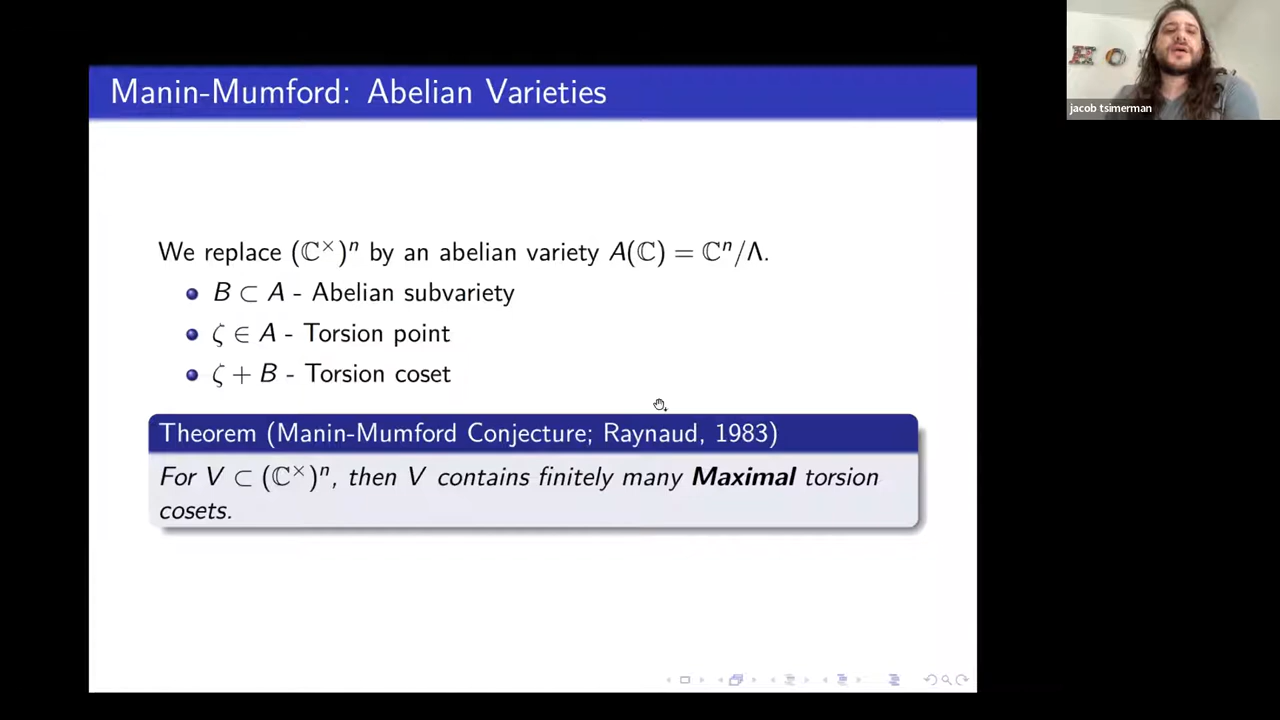 Manin-Mumford: Abelian Varieties
We replace (ℂ×)ⁿ by an abelian variety A(ℂ) = ℂⁿ/Λ.
B ⊂ A - Abelian subvariety
ζ ∈ A - Torsion point
ζ + B - Torsion coset
Theorem (Manin-Mumford Conjecture; Raynaud, 1983)
For V ⊂ (ℂ×)ⁿ, then V contains finitely many Maximal torsion
cosets.
H O
jacob tsimerman